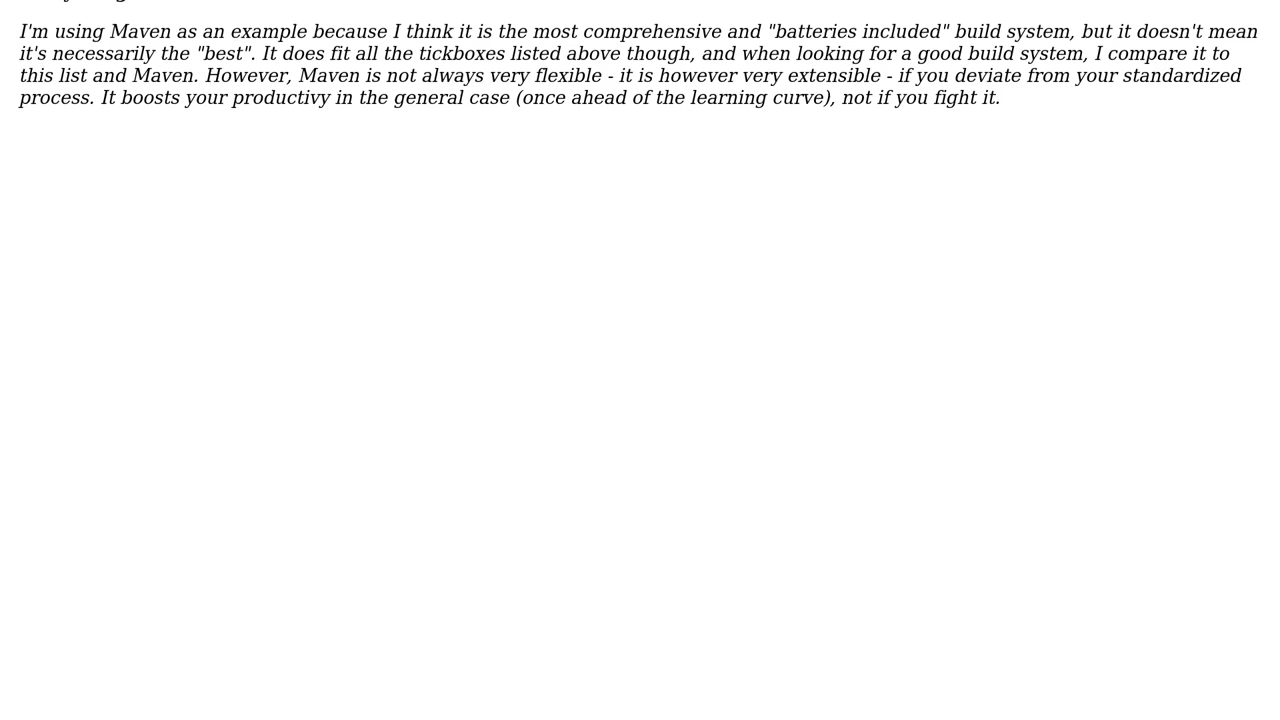 I'm using Maven as an example because I think it is the most comprehensive and "batteries included" build system, but it doesn't mean
it's necessarily the "best". It does fit all the tickboxes listed above though, and when looking for a good build system, I compare it to
this list and Maven. However, Maven is not always very flexible - it is however very extensible - if you deviate from your standardized
process. It boosts your productivy in the general case (once ahead of the learning curve), not if you fight it.